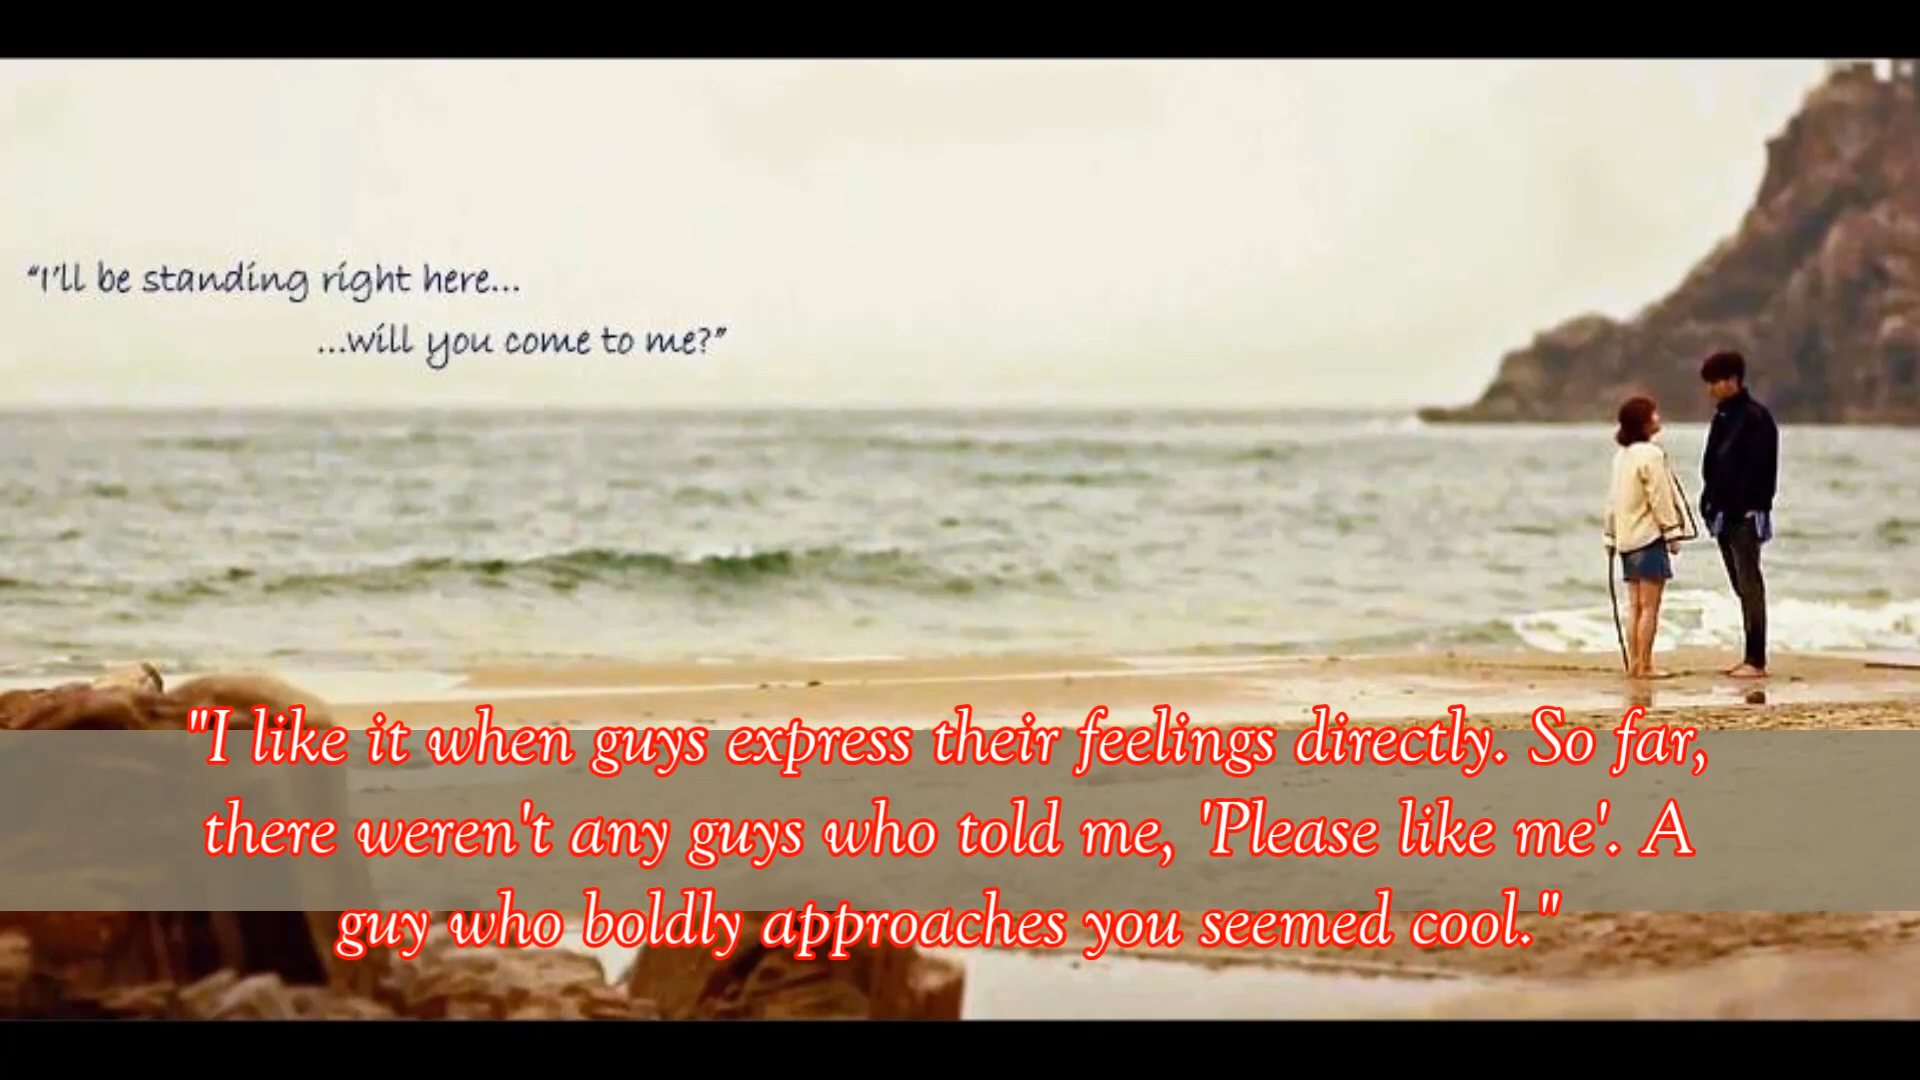 “I’ll be standing right here...
...will you come to me?”
"I like it when guys express their feelings directly. So far,
there weren't any guys who told me, 'Please like me'. A
guy who boldly approaches you seemed cool."